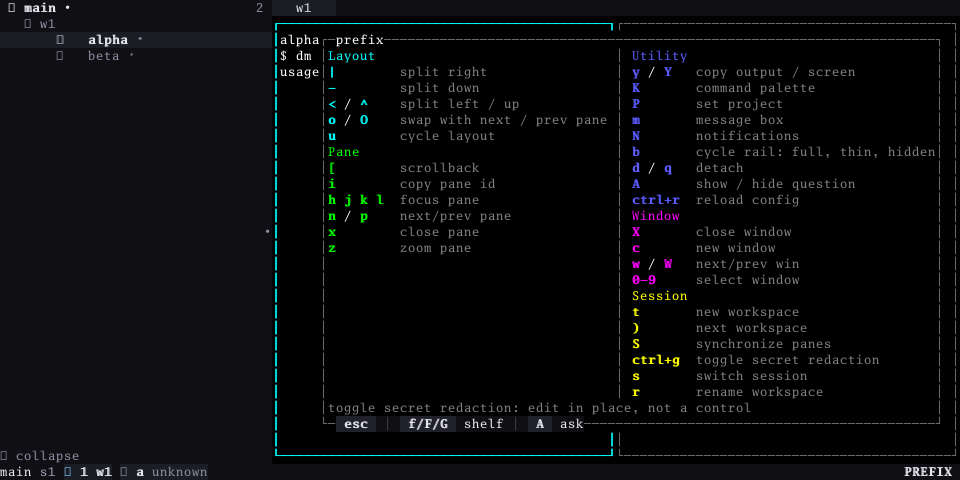 main • 2 w1
w1
alpha •
beta •
alpha prefix
$ dm
usage
Layout
| split right
- split down
< / ^ split left / up
o / O swap with next / prev pane
u cycle layout
Pane
[ scrollback
i copy pane id
h j k l focus pane
n / p next/prev pane
x close pane
z zoom pane
Utility
y / Y copy output / screen
K command palette
P set project
m message box
N notifications
b cycle rail: full, thin, hidden
d / q detach
A show / hide question
ctrl+r reload config
Window
X close window
c new window
w / W next/prev win
0-9 select window
Session
t new workspace
) next workspace
S synchronize panes
ctrl+g toggle secret redaction
s switch session
r rename workspace
toggle secret redaction: edit in place, not a control
esc | f/F/G shelf | A ask
collapse
main s1 1 w1 a unknown PREFIX